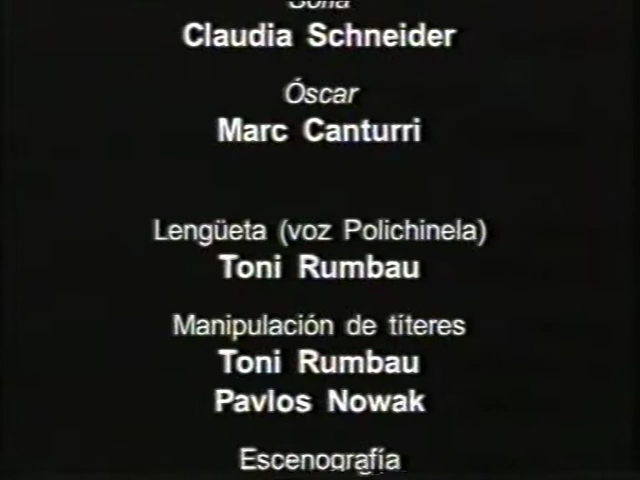 Claudia Schneider
Óscar
Marc Canturri
Lengüeta (voz Polichinela)
Toni Rumbau
Manipulación de títeres
Toni Rumbau
Pavlos Nowak
Escenografía